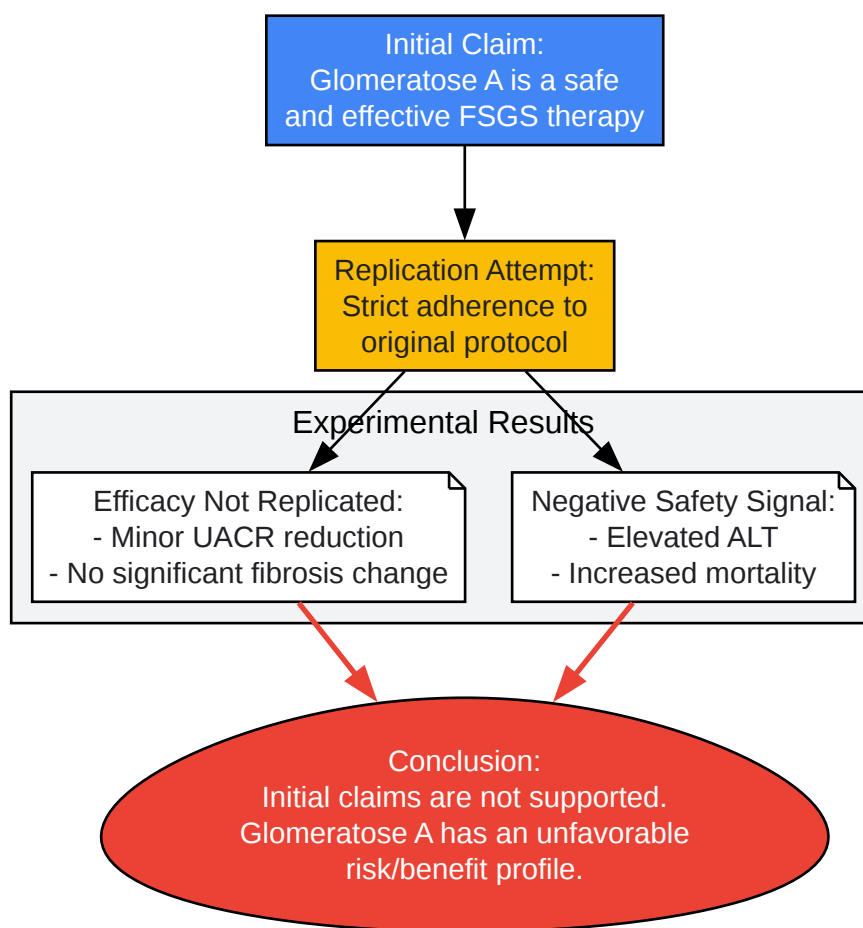 Initial Claim:
Glomeratose A is a safe
and effective FSGS therapy
Replication Attempt:
Strict adherence to
original protocol
Experimental Results
Efficacy Not Replicated:
- Minor UACR reduction
- No significant fibrosis change
Negative Safety Signal:
- Elevated ALT
- Increased mortality
Conclusion:
Initial claims are not supported.
Glomeratose A has an unfavorable
risk/benefit profile.